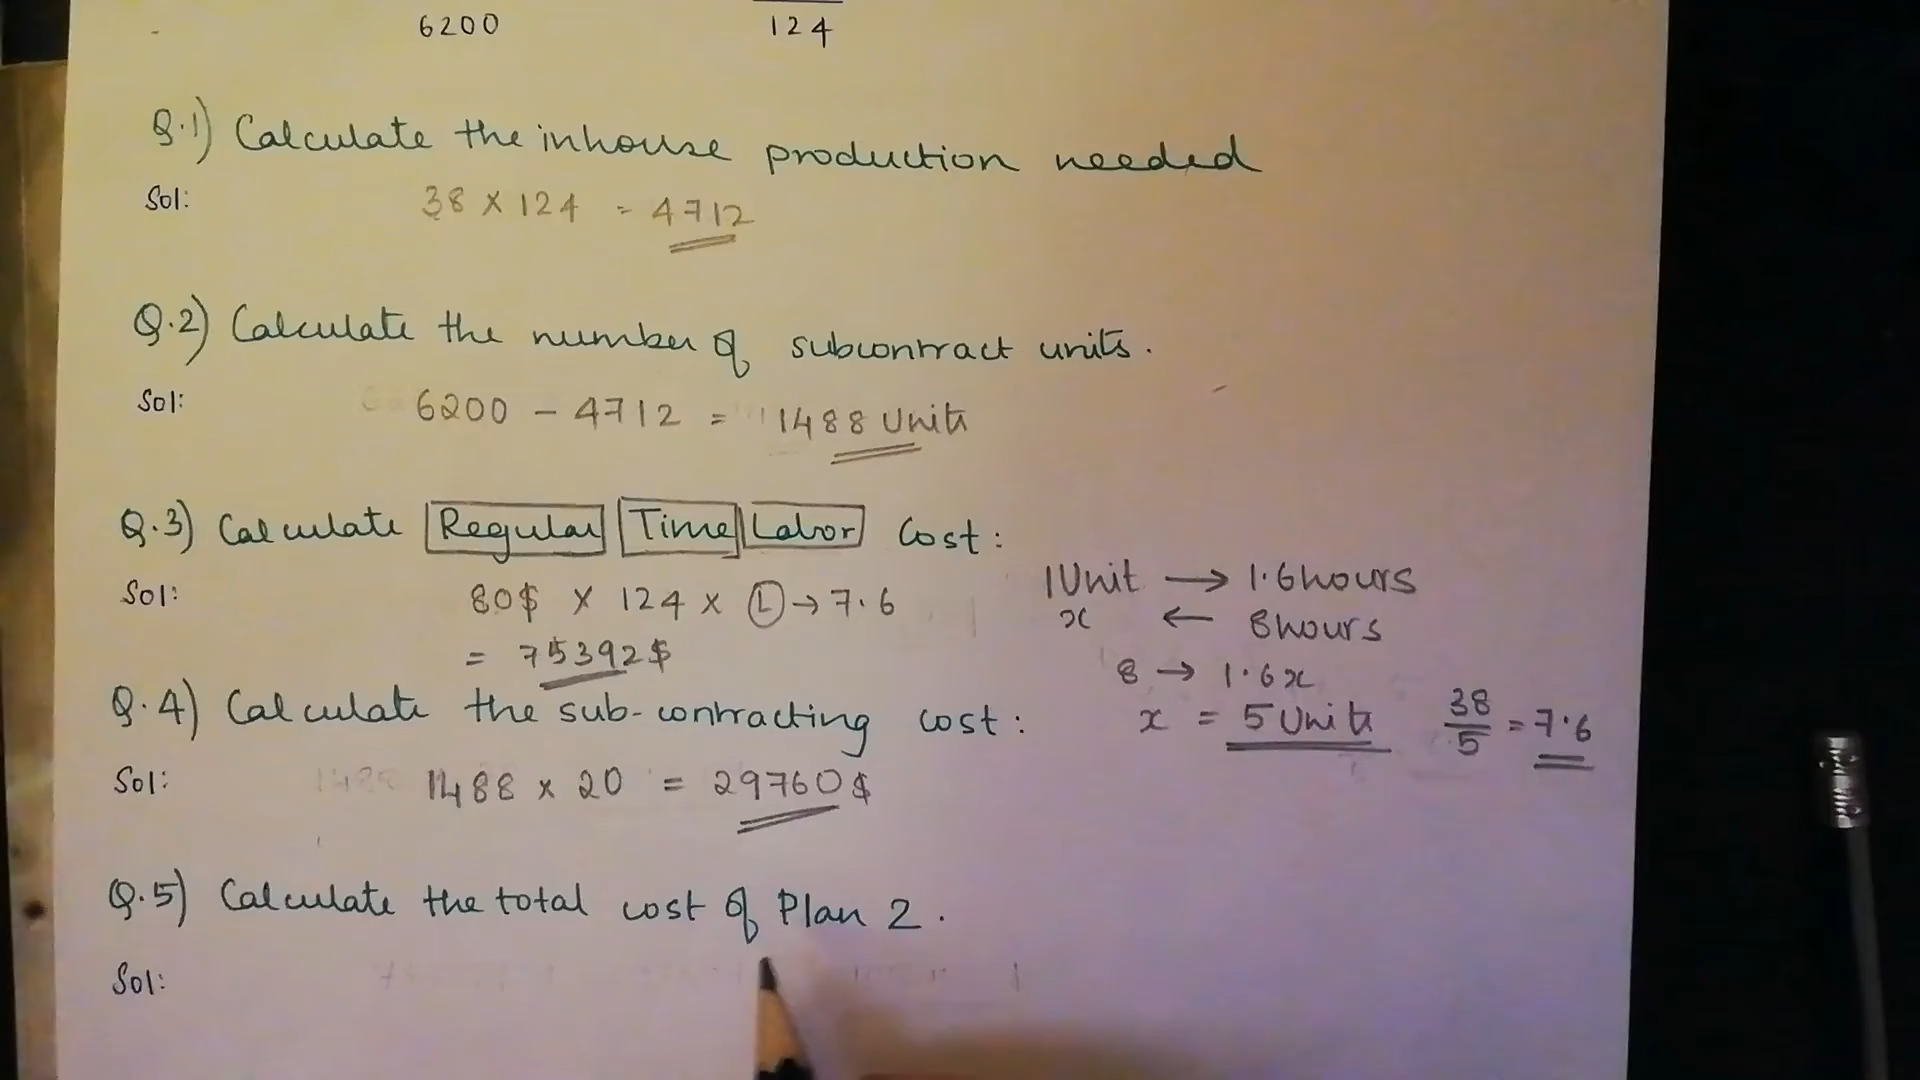 6200 124
Q.1) Calculate the inhouse production needed
Sol: 38 × 124 = 4712
Q.2) Calculate the number of subcontract units.
Sol: 6200 - 4712 = 1488 Units
Q.3) Calculate Regular Time Labor Cost:
Sol: 80$ × 124 × L → 7.6
= 75392$
1Unit → 1.6hours
x ← 8hours
8 → 1.6x
x = 5 Units
38/5 = 7.6
Q.4) Calculate the sub-contracting cost:
Sol: 1488 × 20 = 29760$
Q.5) Calculate the total cost of Plan 2.
Sol: